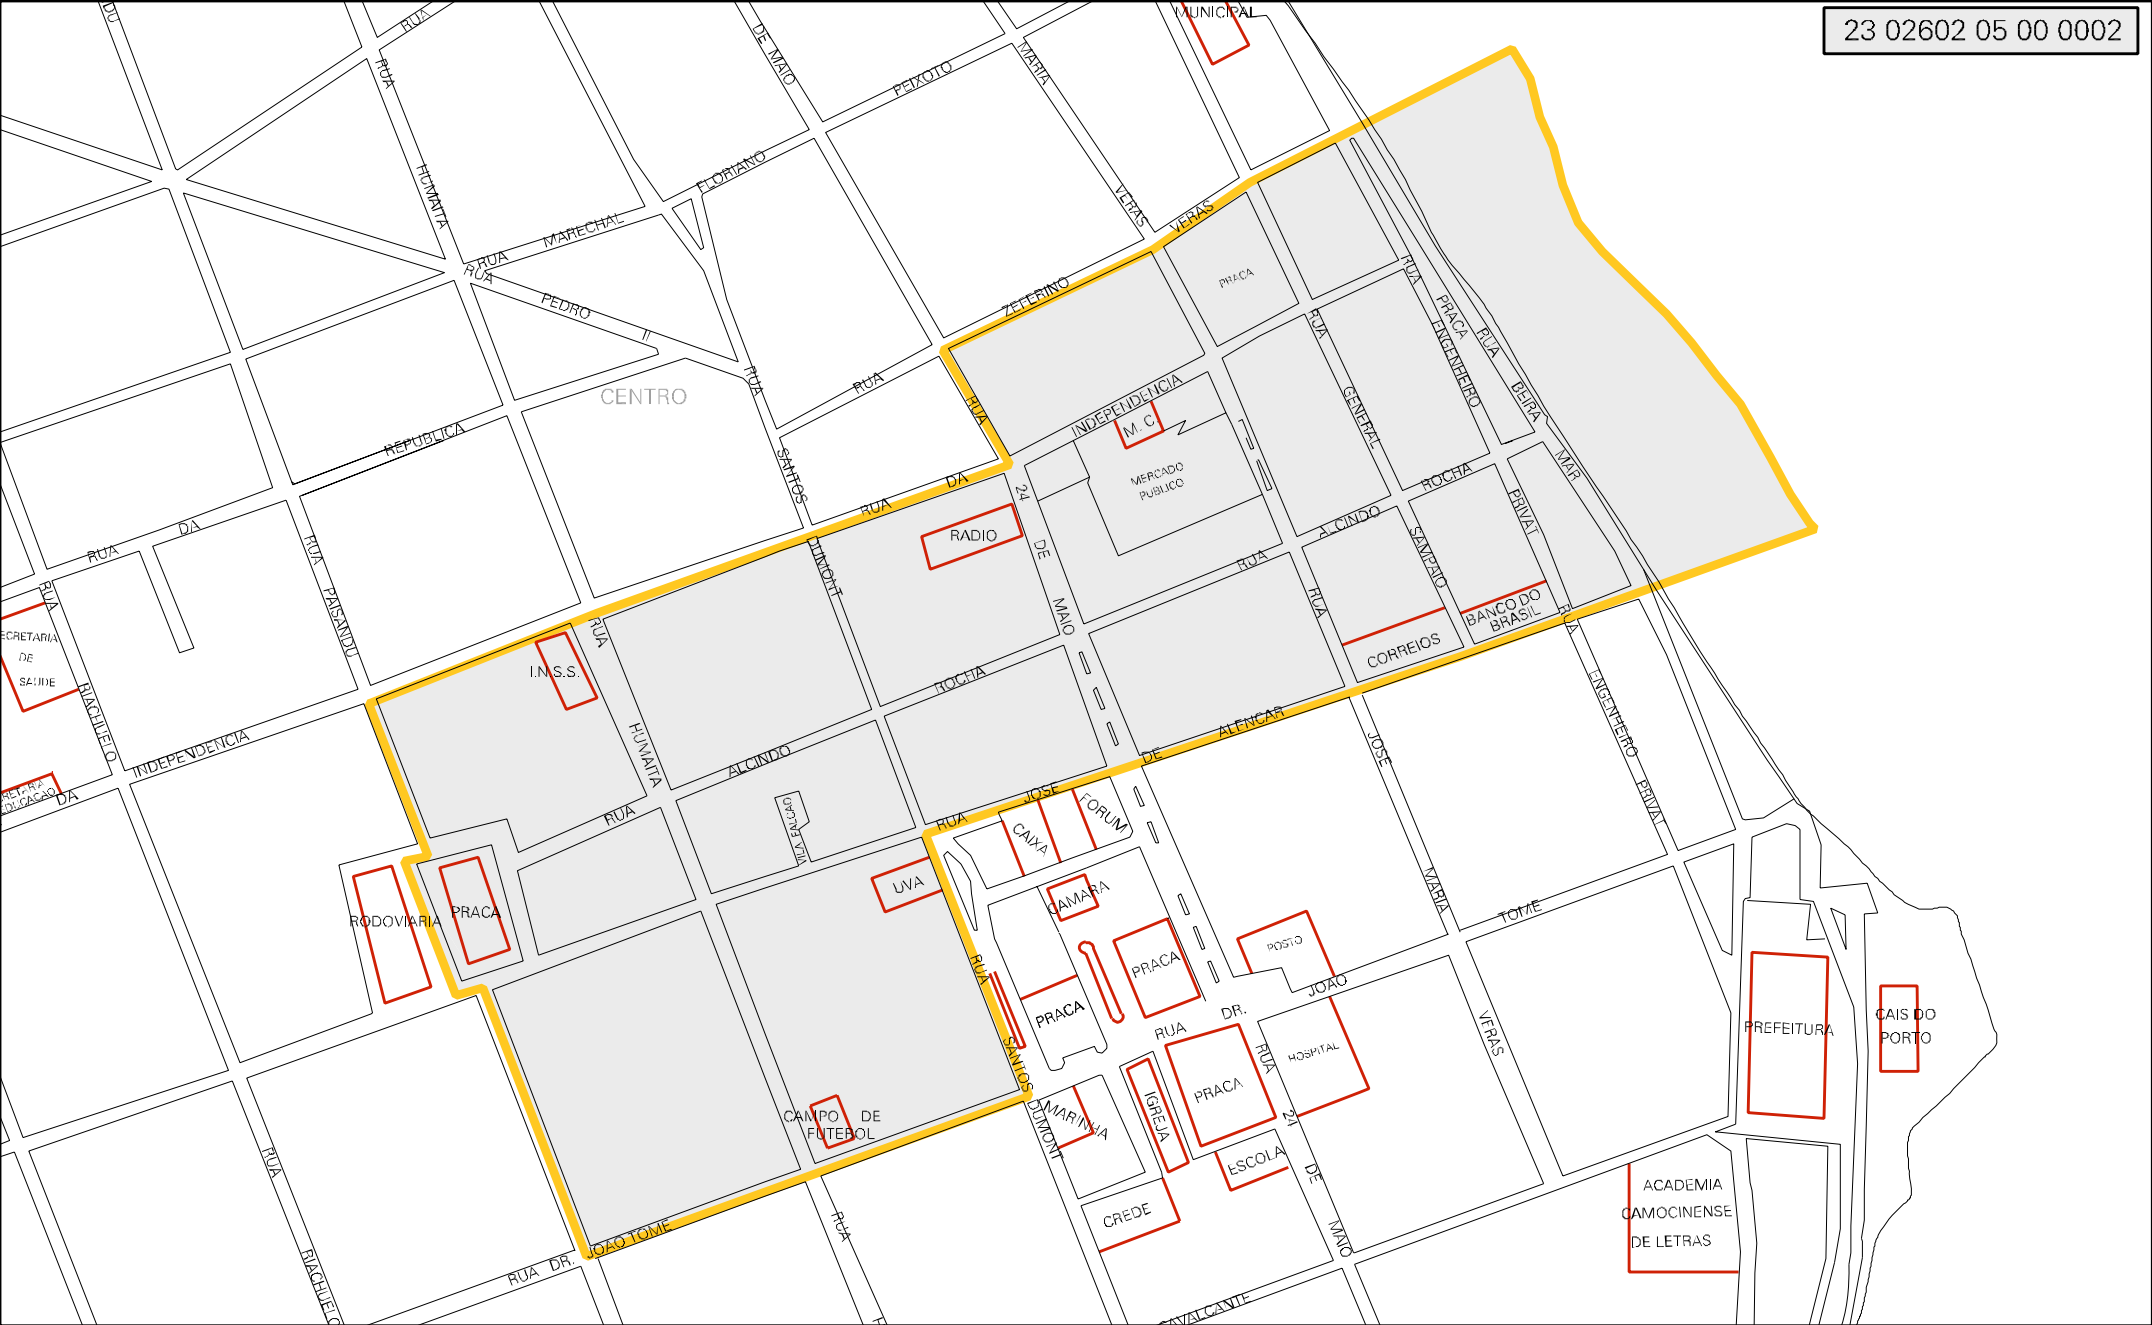 23 02602 05 00 0002
MUNICIPAL
RUA
DE MAIO
MARIA
RUA
PEIXOTO
HUMAITA
FLORIANO
VERAS
VERAS
MARECHAL
RUA
RUA
PEDRO
II
ZEFERINO
PRACA
RUA
PRACA
RUA
ENGENHEIRO
RUA
RUA
RUA
CENTRO
RUA
BEIRA
INDEPENDENCIA
M. C.
GENERAL
REPUBLICA
SANTOS
MERCADO
PUBLICO
MAR
ROCHA
DA
24
RUA
PRIVAT
DA
RUA
RADIO
ALCINDO
RUA
DE
DUMONT
RUA
SAMPAIO
RUA
PAISANDU
MAIO
RUA
BANCO DO
BRASIL
RUA
RUA
DE
SAUDE
CORREIOS
I.N.S.S.
ROCHA
RIACHUELO
HUMAITA
ENGENHEIRO
ALENCAR
INDEPENDENCIA
JOSE
DE
ALCINDO
DA
JOSE
PRIVAT
RUA
RUA
FORUM
CAIXA
VILA FALCAO
UVA
CAMARA
MARIA
RODOVIARIA
PRACA
TOME
POSTO
PRACA
RUA
JOAO
PRACA
DR.
RUA
CAIS DO
PORTO
PREFEITURA
VERAS
RUA
HOSPITAL
SANTOS
PRACA
DUMONT
MARINHA
IGREJA
24
CAMPO DE
FUTEBOL
RUA
ESCOLA
DE
ACADEMIA
CAMOCINENSE
DE LETRAS
CREDE
RUA
MAIO
JOAO TOME
RUA DR.
RIACHUELO